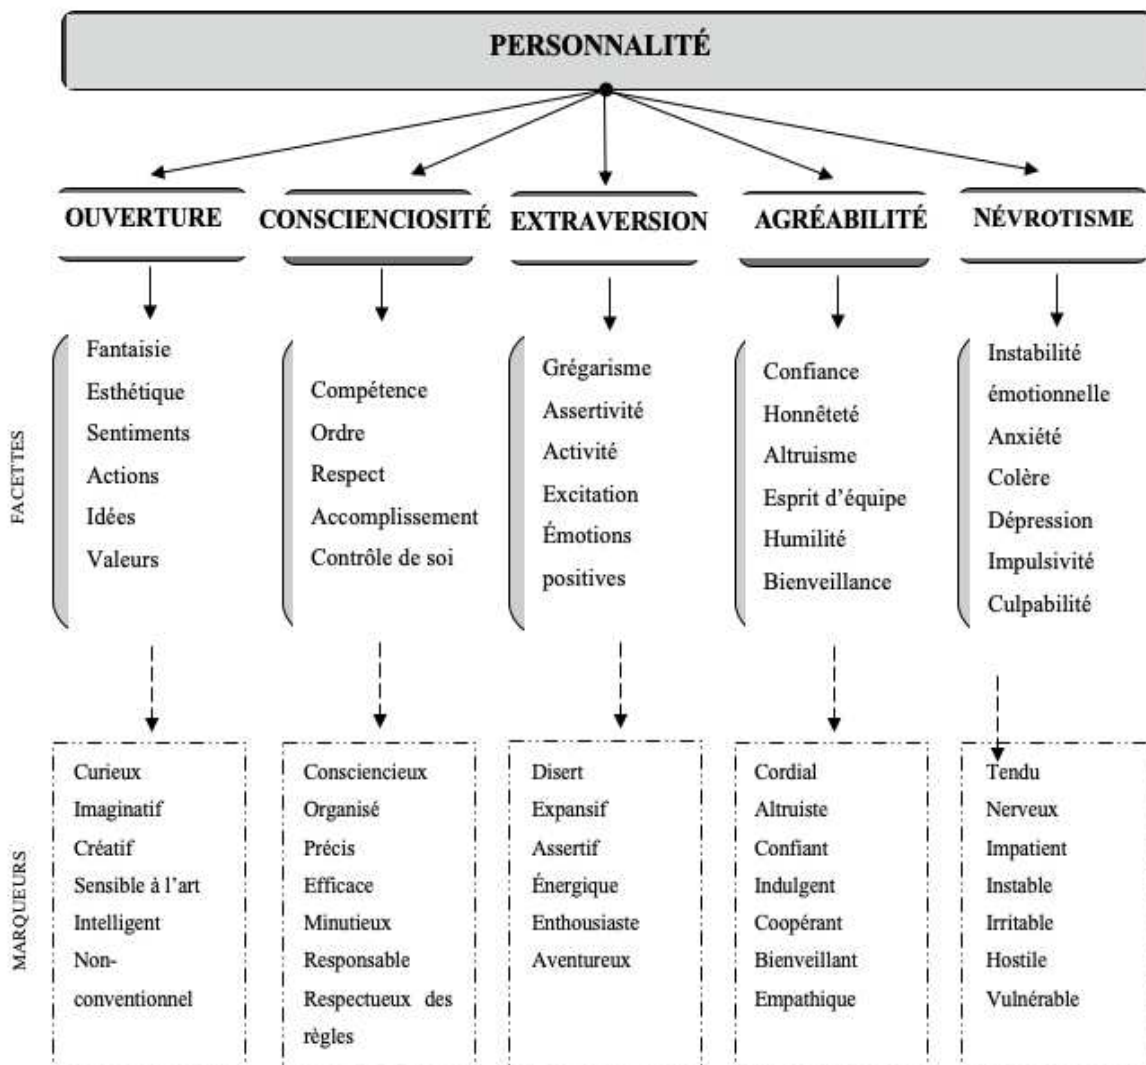 PERSONNALITÉ
OUVERTURE
CONSCIENCIOSITÉ
EXTRAVERSION
AGRÉABILITÉ
NÉVROTISME
FACETTES
Fantaisie
Esthétique
Sentiments
Actions
Idées
Valeurs
Compétence
Ordre
Respect
Accomplissement
Contrôle de soi
Grégarisme
Assertivité
Activité
Excitation
Émotions
positives
Confiance
Honnêteté
Altruisme
Esprit d'équipe
Humilité
Bienveillance
Instabilité
émotionnelle
Anxiété
Colère
Dépression
Impulsivité
Culpabilité
MARQUEURS
Curieux
Imaginatif
Créatif
Sensible à l'art
Intelligent
Non-
conventionnel
Consciencieux
Organisé
Précis
Efficace
Minutieux
Responsable
Respectueux des
règles
Disert
Expansif
Assertif
Énergique
Enthousiaste
Aventureux
Cordial
Altruiste
Confiant
Indulgent
Coopérant
Bienveillant
Empathique
Tendu
Nerveux
Impatient
Instable
Irritable
Hostile
Vulnérable